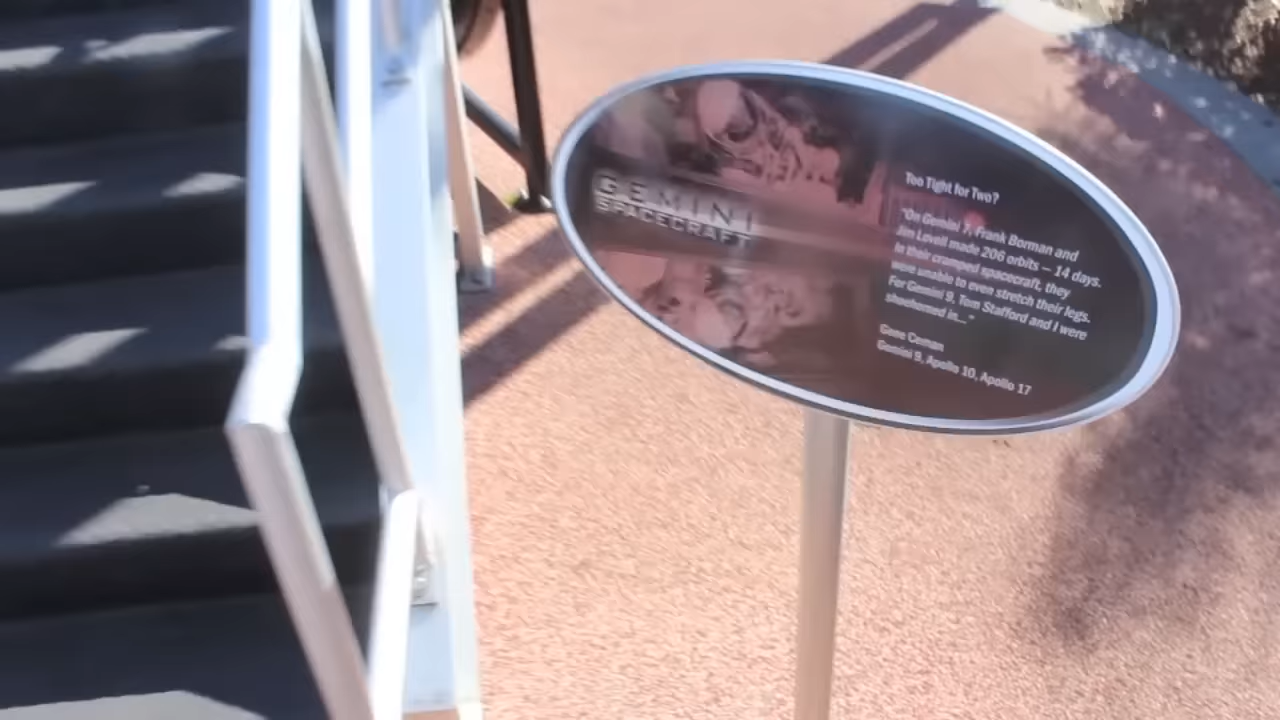 GEMINI
SPACECRAFT
Too Tight for Two?
"On Gemini 7, Frank Borman and
Jim Lovell made 206 orbits – 14 days.
In their cramped spacecraft, they
were unable to even stretch their legs.
For Gemini 9, Tom Stafford and I were
shoehorned in..."
Gene Cernan
Gemini 9, Apollo 10, Apollo 17